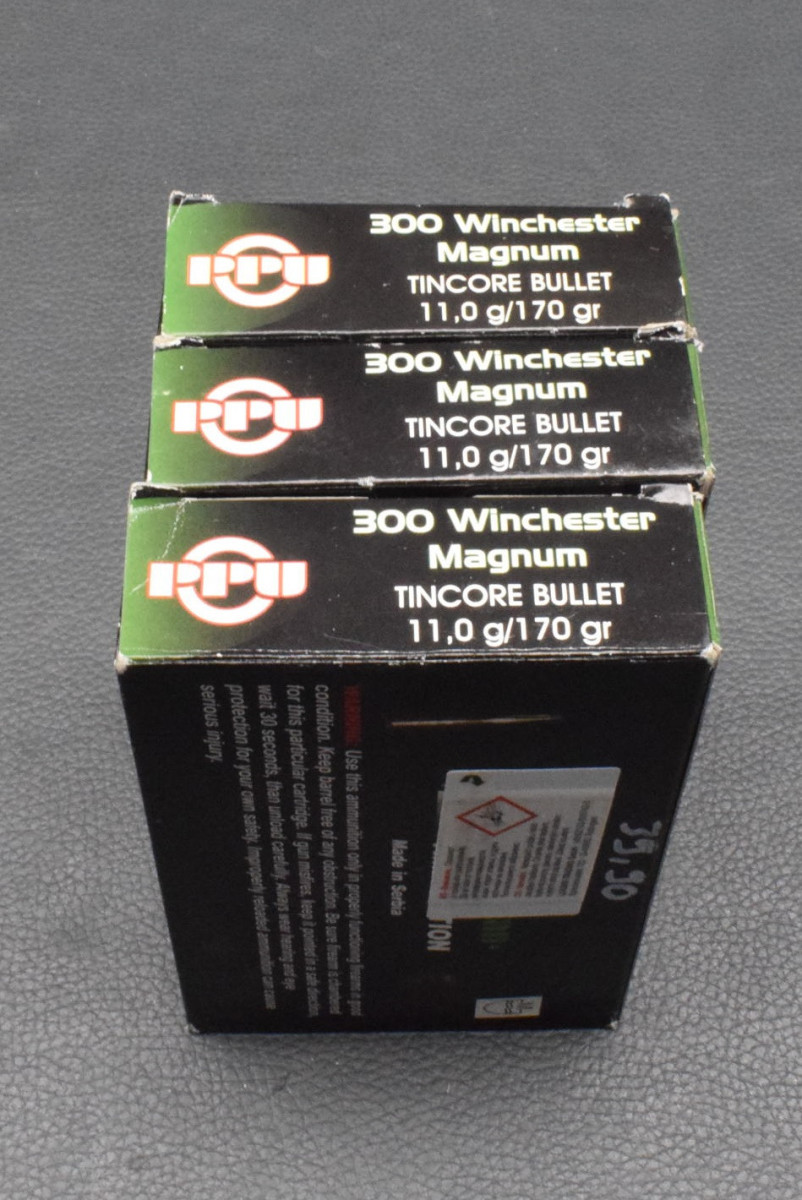 PPU
300 Winchester
Magnum
TINCORE BULLET
11,0 g/170 gr
PPU
300 Winchester
Magnum
TINCORE BULLET
11,0 g/170 gr
PPU
300 Winchester
Magnum
TINCORE BULLET
11,0 g/170 gr
WARNING: Use this ammunition only in properly functioning firearms in good
condition. Keep barrel free of any obstruction. Be sure firearm is chambered
for this particular cartridge. If gun misfires, keep it pointed in a safe direction,
wait 30 seconds, then unload carefully. Always wear hearing and eye
protection for your own safety. Improperly reloaded ammunition can cause
serious injury.
Made in Serbia
TION
39,90